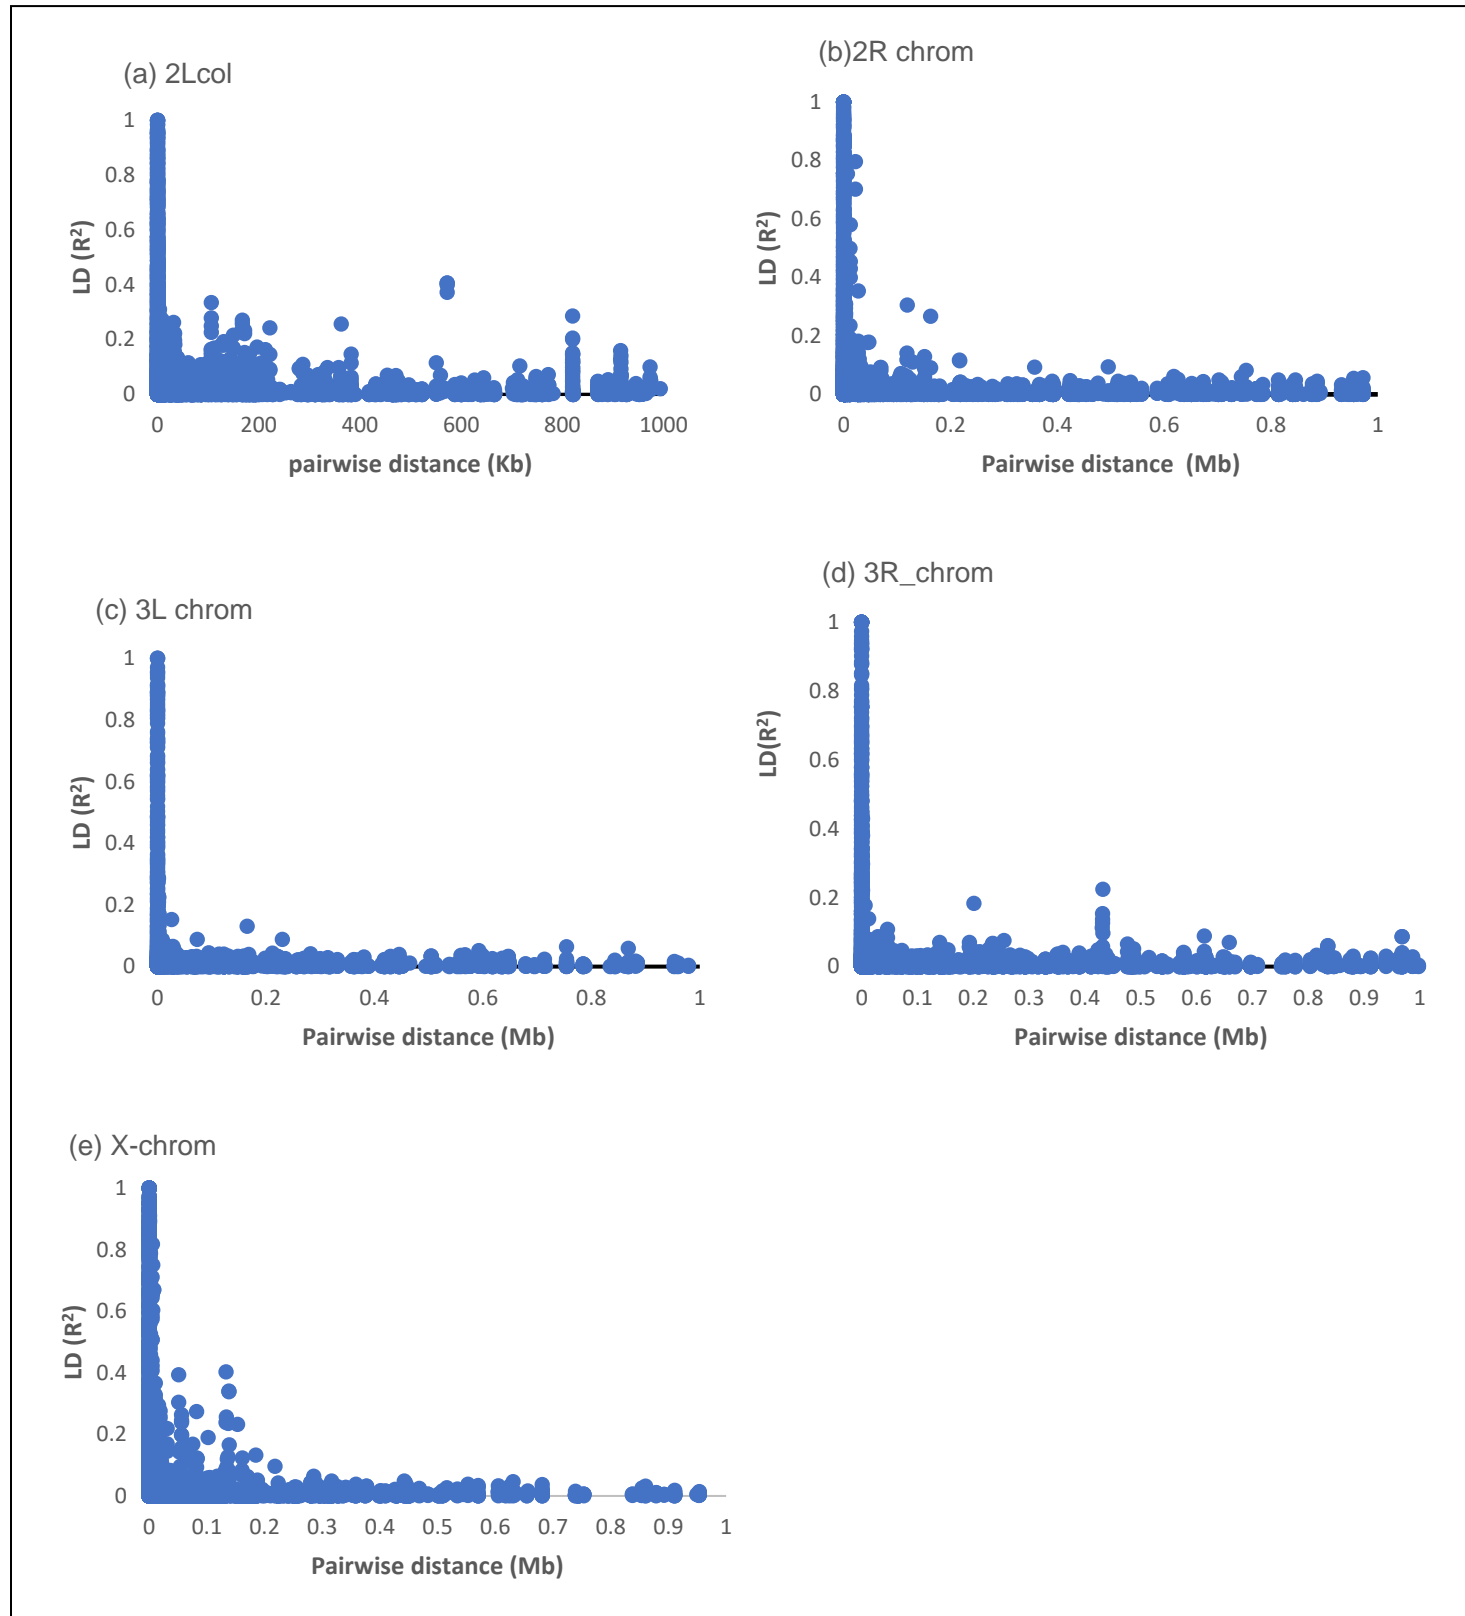 (a) 2Lcol
1
0.8
0.6
0.4
0.2
0
LD (R²)
0 200 400 600 800 1000
pairwise distance (Kb)
(b)2R chrom
1
0.8
0.6
0.4
0.2
0
LD (R²)
0 0.2 0.4 0.6 0.8 1
Pairwise distance (Mb)
(c) 3L chrom
1
0.8
0.6
0.4
0.2
0
LD (R²)
0 0.2 0.4 0.6 0.8 1
Pairwise distance (Mb)
(d) 3R_chrom
1
0.8
0.6
0.4
0.2
0
LD(R²)
0 0.1 0.2 0.3 0.4 0.5 0.6 0.7 0.8 0.9 1
Pairwise distance (Mb)
(e) X-chrom
1
0.8
0.6
0.4
0.2
0
LD (R²)
0 0.1 0.2 0.3 0.4 0.5 0.6 0.7 0.8 0.9 1
Pairwise distance (Mb)